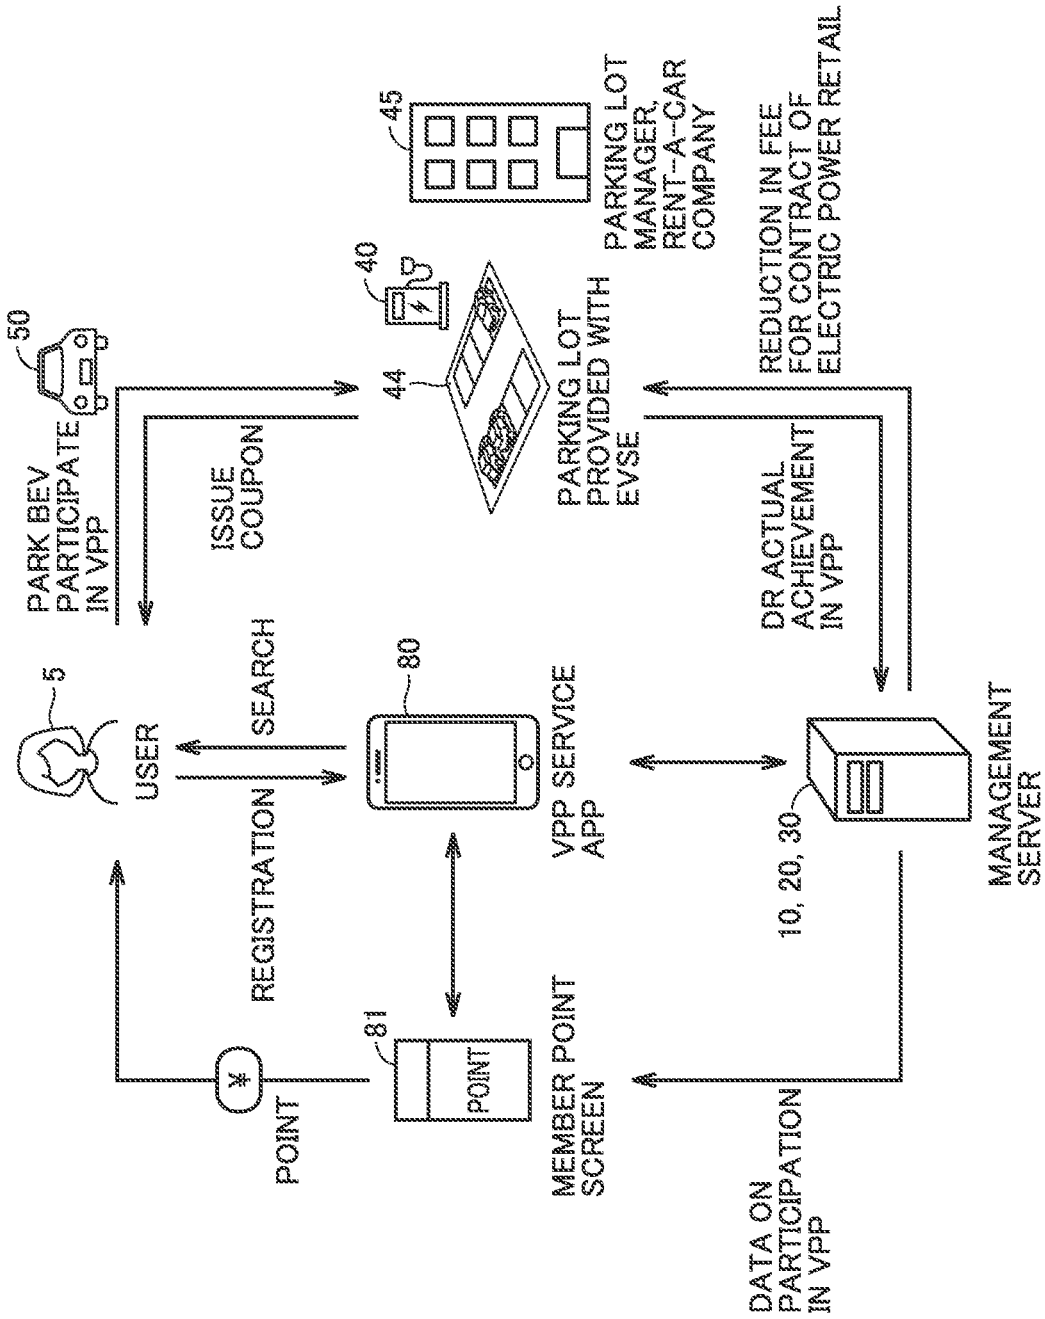 5
USER
PARK BEV
PARTICIPATE
IN VPP
50
POINT
¥
REGISTRATION
SEARCH
ISSUE
COUPON
81
POINT
MEMBER POINT
SCREEN
80
VPP SERVICE
APP
44
40
PARKING LOT
PROVIDED WITH
EVSE
45
PARKING LOT
MANAGER,
RENT-A-CAR
COMPANY
DATA ON
PARTICIPATION
IN VPP
10, 20, 30
MANAGEMENT
SERVER
DR ACTUAL
ACHIEVEMENT
IN VPP
REDUCTION IN FEE
FOR CONTRACT OF
ELECTRIC POWER RETAIL